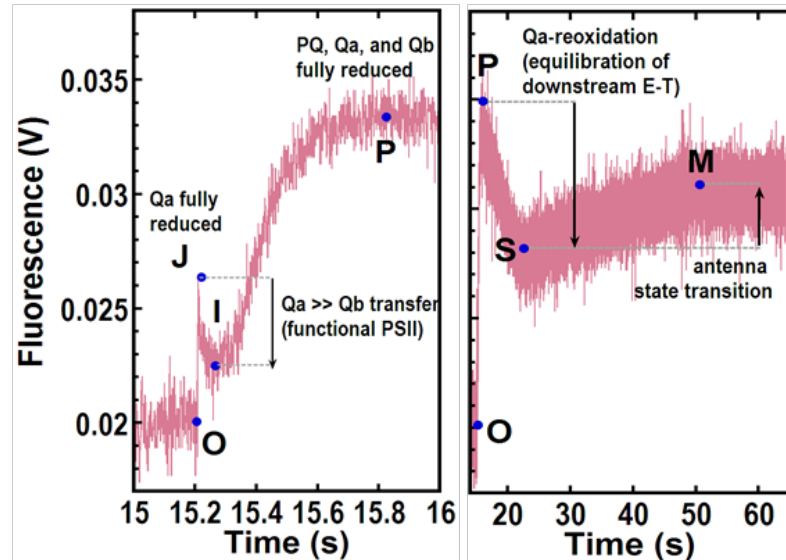 PQ, Qa, and Qb
fully reduced
0.035
P
0.03
Qa fully
reduced
J
I
Qa >> Qb transfer
(functional PSII)
0.025
0.02
O
Fluorescence (V)
15 15.2 15.4 15.6 15.8 16
Time (s)
Qa-reoxidation
(equilibration of
downstream E-T)
P
M
S
antenna
state transition
O
20 30 40 50 60
Time (s)